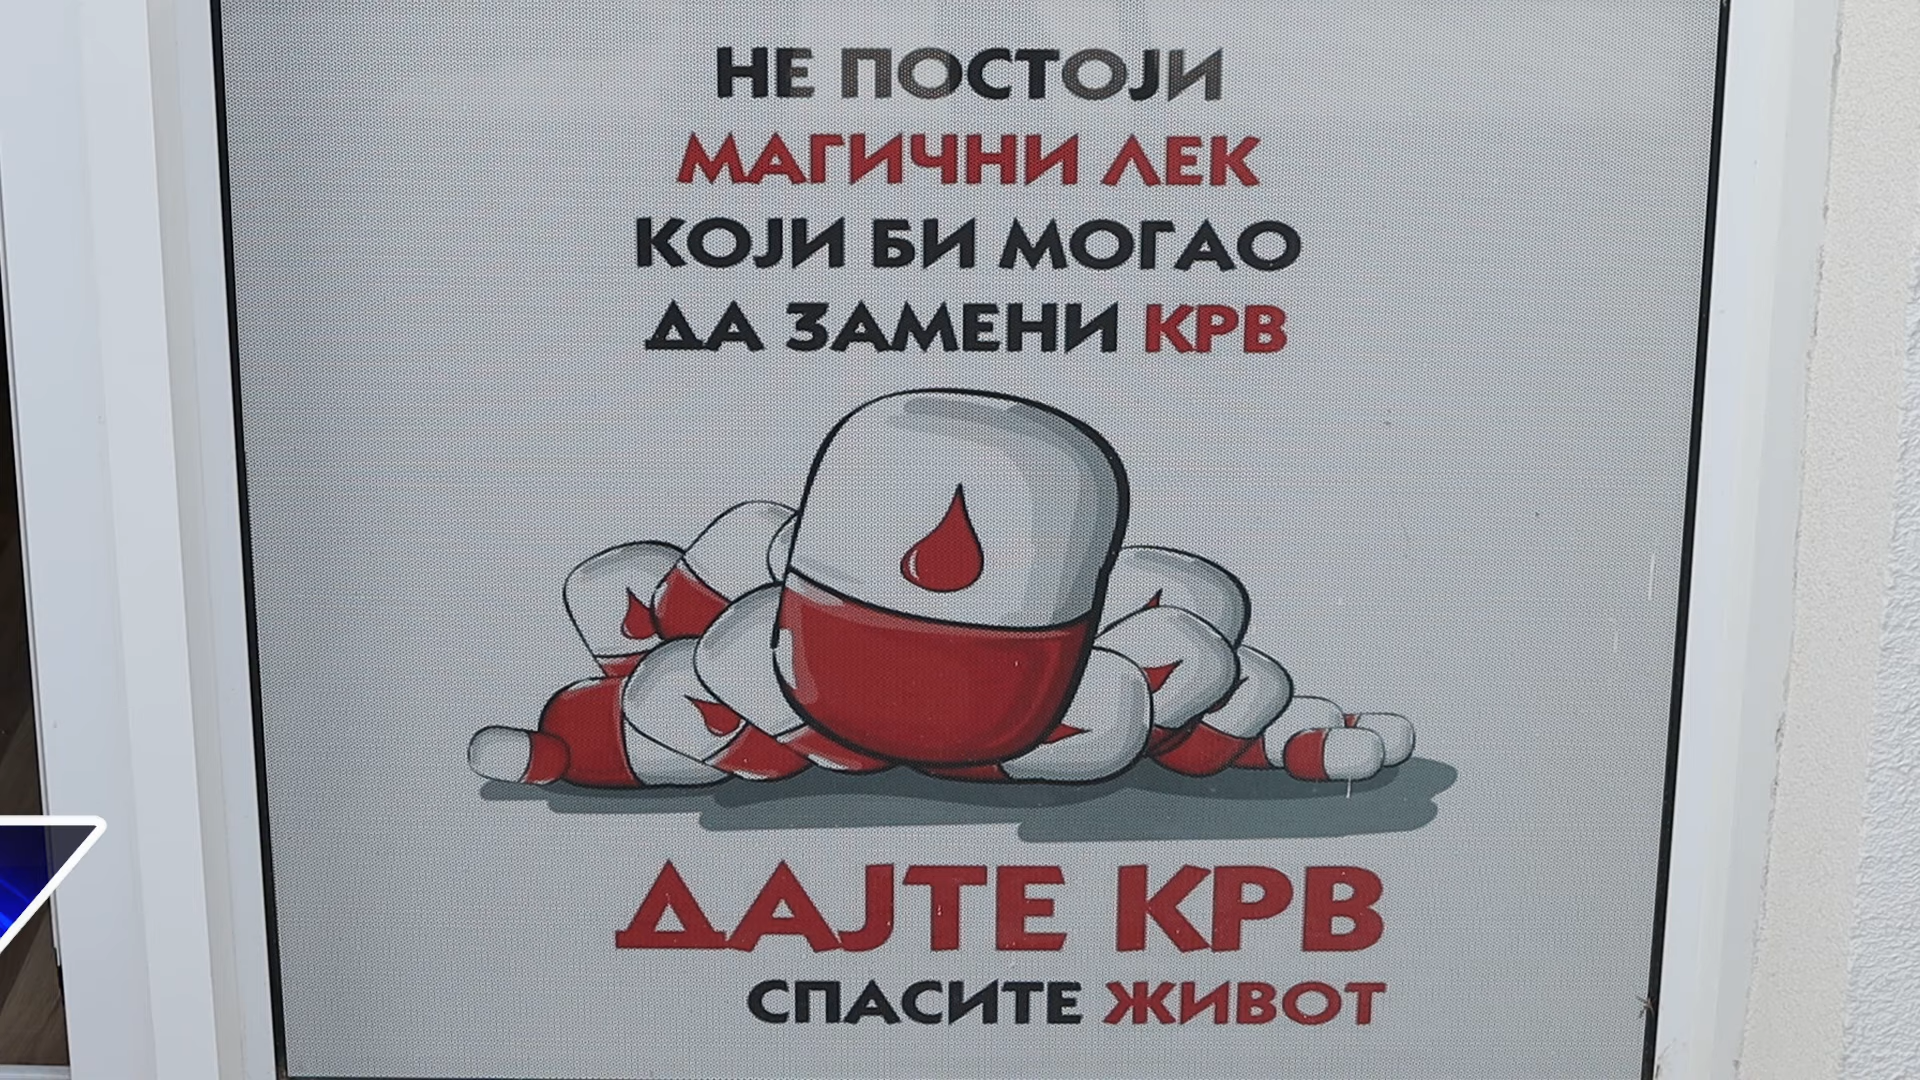 НЕ ПОСТОЈИ
МАГИЧНИ ЛЕК
КОЈИ БИ МОГАО
ДА ЗАМЕНИ КРВ
ДАЈТЕ КРВ
СПАСИТЕ ЖИВОТ